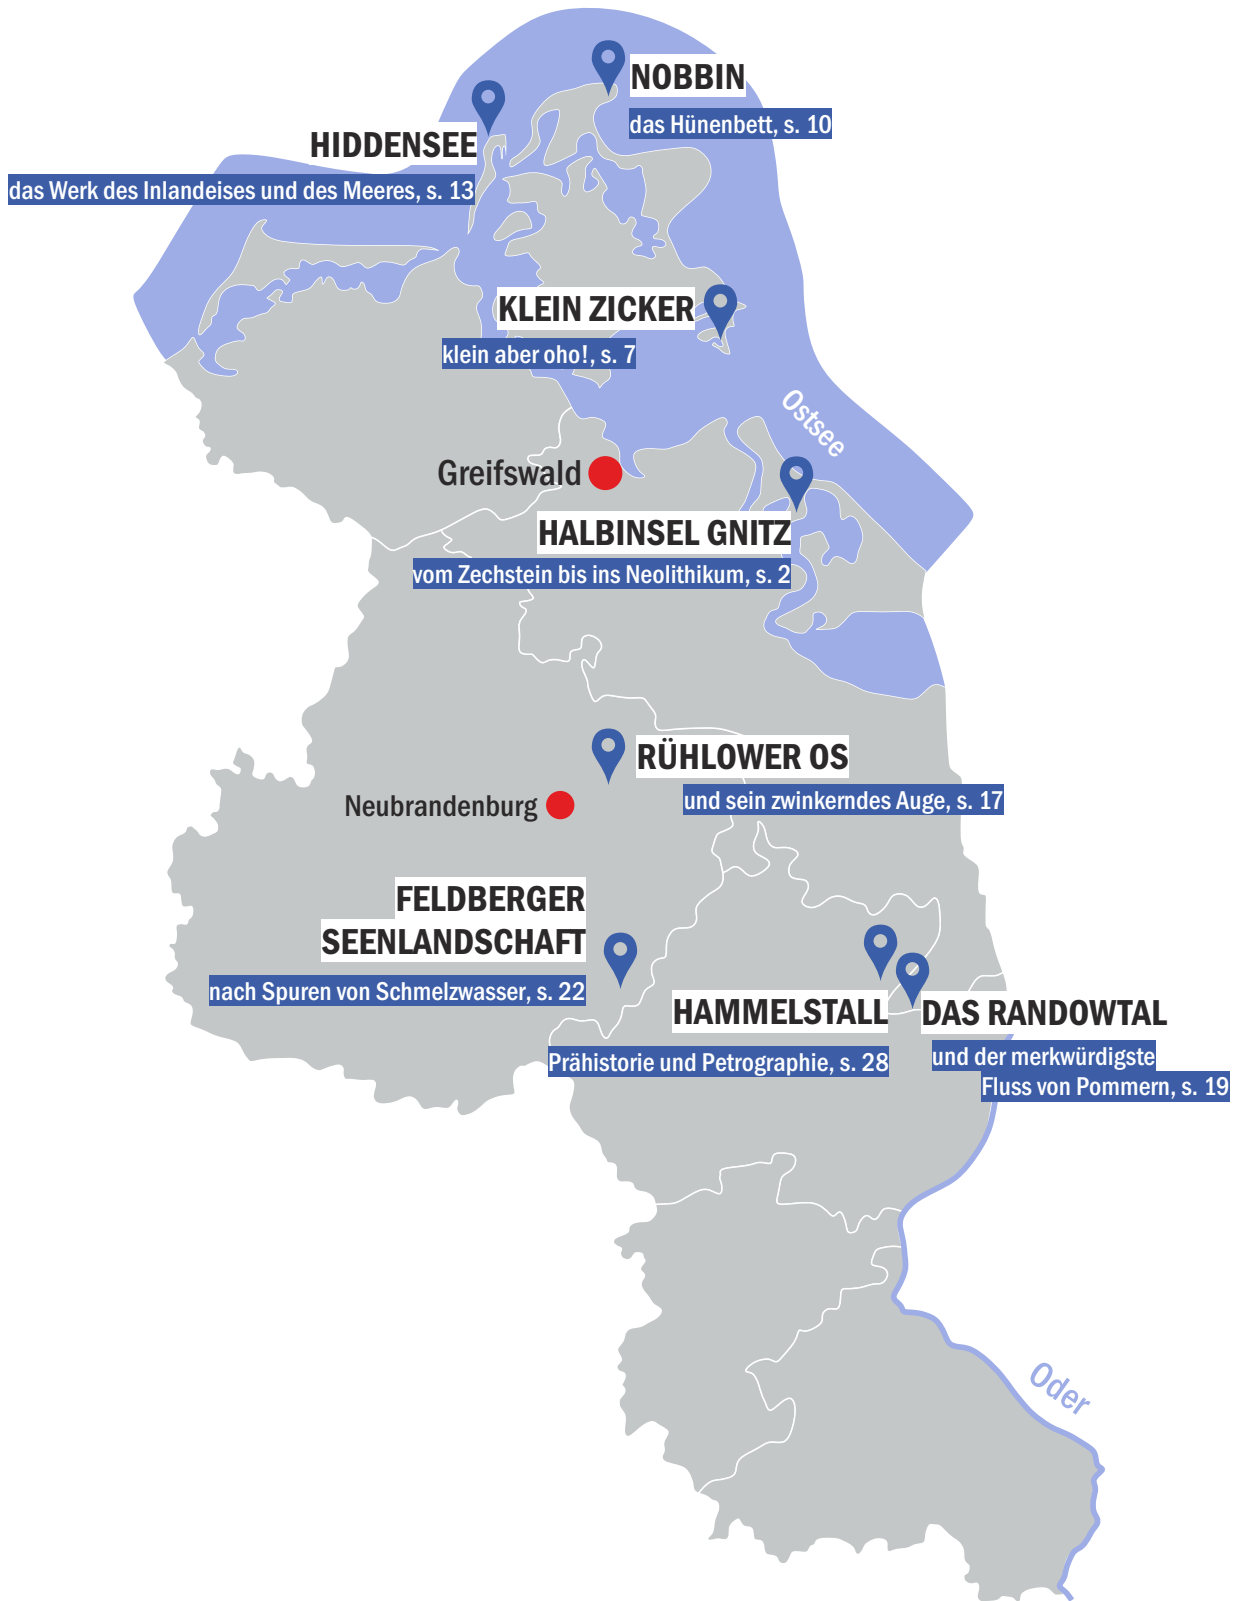 NOBBIN
das Hünenbett, s. 10
HIDDENSEE
das Werk des Inlandeises und des Meeres, s. 13
KLEIN ZICKER
klein aber oho!, s. 7
Ostsee
Greifswald
HALBINSEL GNITZ
vom Zechstein bis ins Neolithikum, s. 2
RÜHLOWER OS
und sein zwinkerndes Auge, s. 17
Neubrandenburg
FELDBERGER
SEENLANDSCHAFT
nach Spuren von Schmelzwasser, s. 22
HAMMELSTALL
Prähistorie und Petrographie, s. 28
DAS RANDOWTAL
und der merkwürdigste
Fluss von Pommern, s. 19
Oder